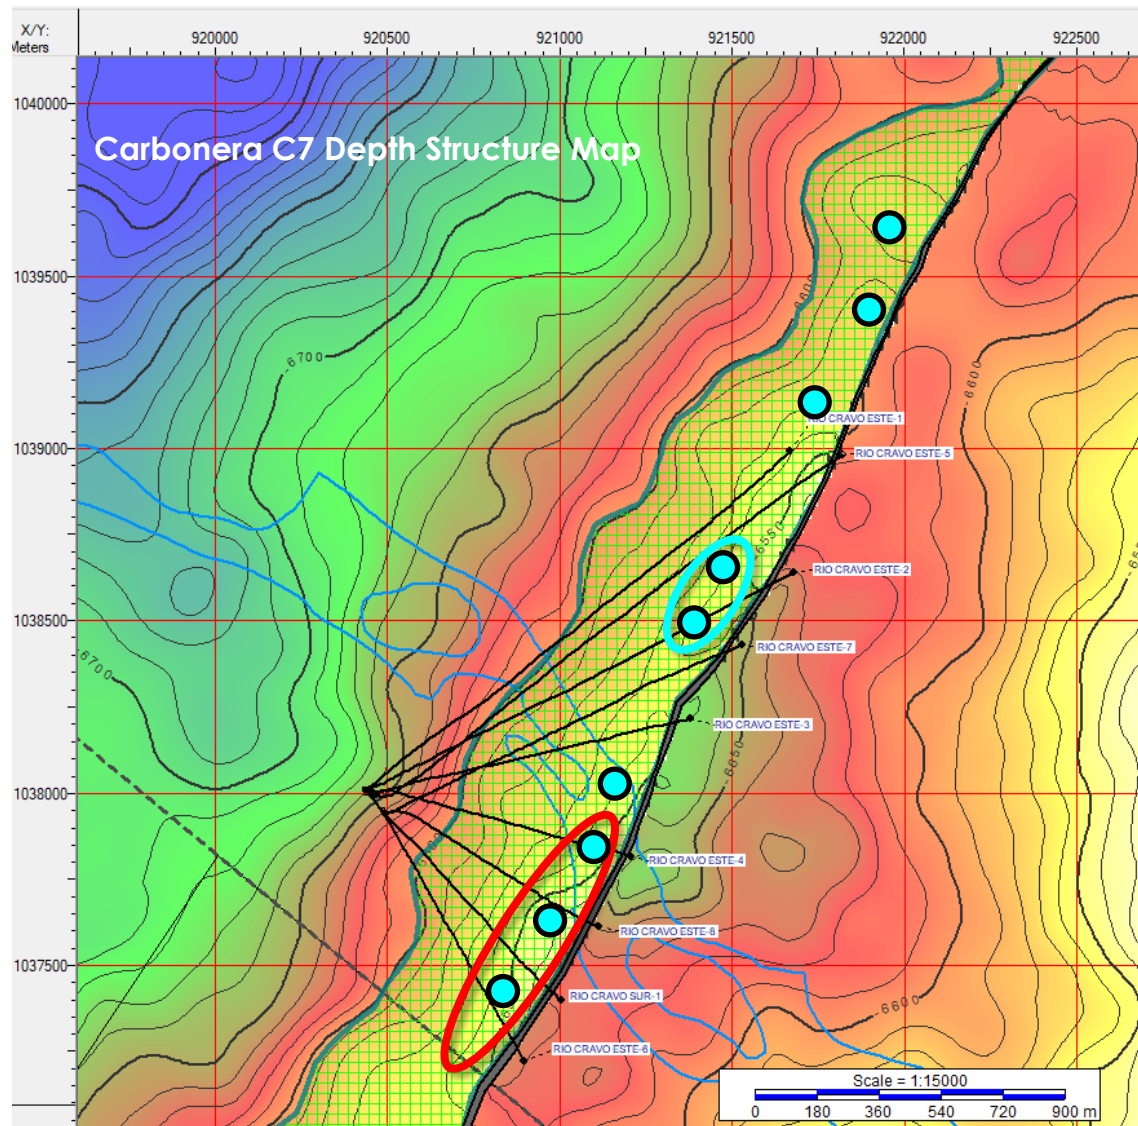 X/Y:
Meters
920000 920500 921000 921500 922000 922500
1040000
Carbonera C7 Depth Structure Map
1039500
-6600
-6700
-6600
1039000
RIO CRAVO ESTE-1
RIO CRAVO ESTE-5
-6550
RIO CRAVO ESTE-2
1038500
RIO CRAVO ESTE-7
-6700
RIO CRAVO ESTE-3
-6650
1038000
RIO CRAVO ESTE-4
RIO CRAVO ESTE-8
1037500
RIO CRAVO SUR-1
-6600
RIO CRAVO ESTE-6
Scale = 1:15000
0 180 360 540 720 900 m